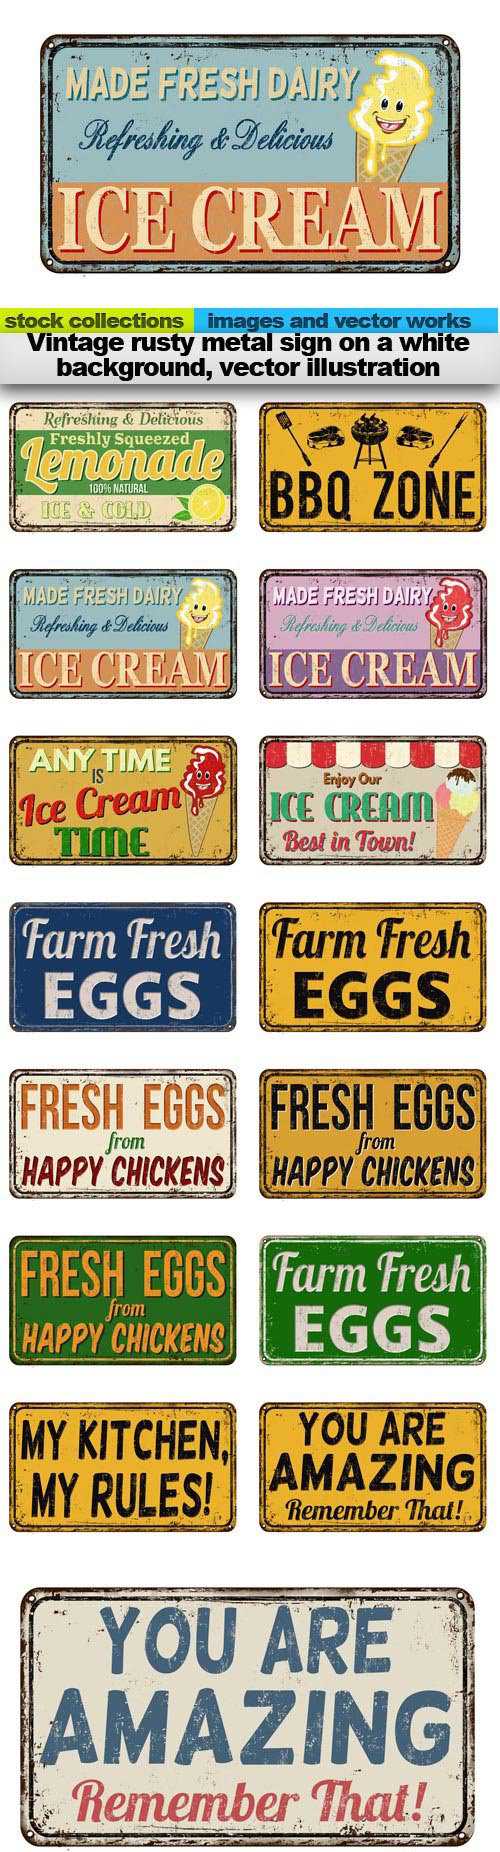 MADE FRESH DAIRY
Refreshing & Delicious
ICE CREAM
stock collections images and vector works
Vintage rusty metal sign on a white
background, vector illustration
Refreshing & Delicious
Freshly Squeezed
Lemonade
100% NATURAL
ICE & COLD
BBQ ZONE
MADE FRESH DAIRY
Refreshing & Delicious
ICE CREAM
MADE FRESH DAIRY
Refreshing & Delicious
ICE CREAM
ANY TIME
IS
Ice Cream
TIME
Enjoy Our
ICE CREAM
Best in Town!
Farm Fresh
EGGS
Farm Fresh
EGGS
FRESH EGGS
from
HAPPY CHICKENS
FRESH EGGS
from
HAPPY CHICKENS
FRESH EGGS
from
HAPPY CHICKENS
Farm Fresh
EGGS
MY KITCHEN,
MY RULES!
YOU ARE
AMAZING
Remember That!
YOU ARE
AMAZING
Remember That!